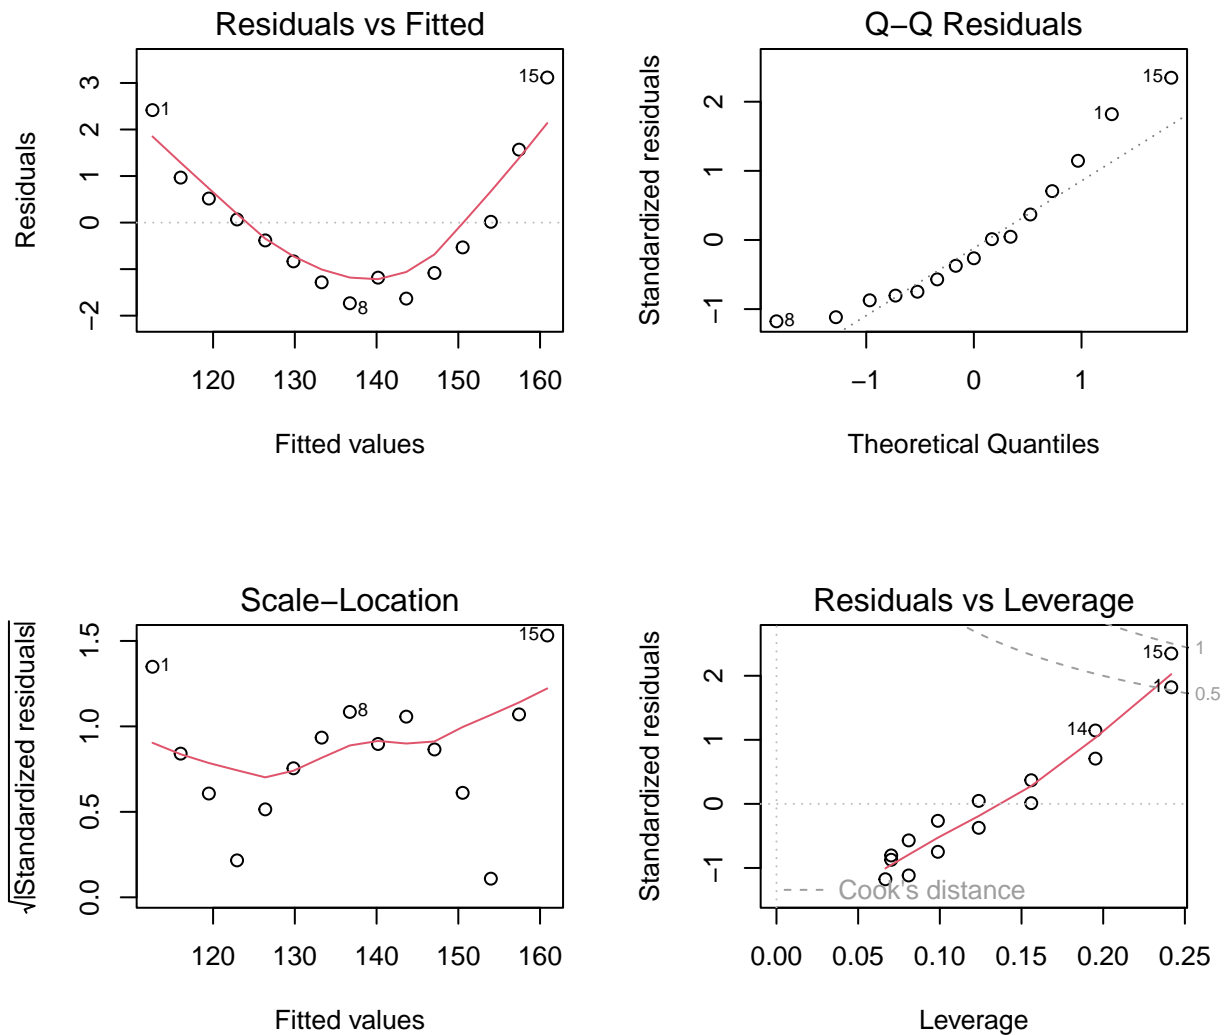 Residuals vs Fitted
Residuals
3
2
1
0
−2
1
15
8
120 130 140 150 160
Fitted values
Q−Q Residuals
Standardized residuals
2
1
0
−1
15
1
8
−1 0 1
Theoretical Quantiles
Scale−Location
√|Standardized residuals|
1.5
1.0
0.5
0.0
1
15
8
120 130 140 150 160
Fitted values
Residuals vs Leverage
Standardized residuals
2
1
0
−1
15
1
14
1
0.5
Cook's distance
0.00 0.05 0.10 0.15 0.20 0.25
Leverage